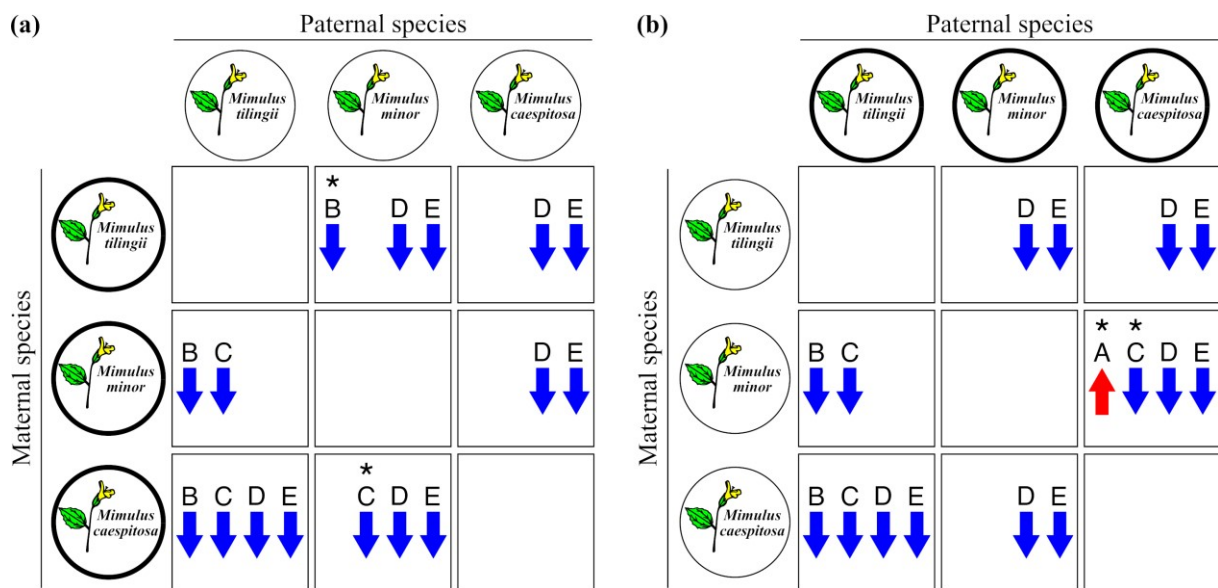 (a)
Paternal species
Mimulus
tilingii
Mimulus
minor
Mimulus
caespitosa
Maternal species
Mimulus
tilingii
*
B D E
D E
Mimulus
minor
B C
D E
Mimulus
caespitosa
B C D E
*
C D E
(b)
Paternal species
Mimulus
tilingii
Mimulus
minor
Mimulus
caespitosa
Maternal species
Mimulus
tilingii
D E
D E
Mimulus
minor
B C
* *
A C D E
Mimulus
caespitosa
B C D E
D E